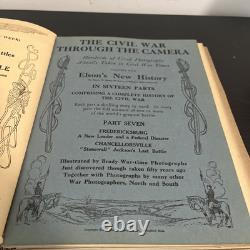 THE CIVIL WAR
THROUGH THE CAMERA
Hundreds of Vivid Photographs
Actually Taken in Civil War Times
Elson's New History
IN SIXTEEN PARTS
COMPRISING A COMPLETE HISTORY OF
THE CIVIL WAR
PART SEVEN
FREDERICKSBURG
A New Leader and a Federal Disaster
CHANCELLORSVILLE
"Stonewall" Jackson's Last Battle
Illustrated by Brady War-time Photographs
Just discovered though taken fifty years ago
Together with Photographs by many other
War Photographers, North and South